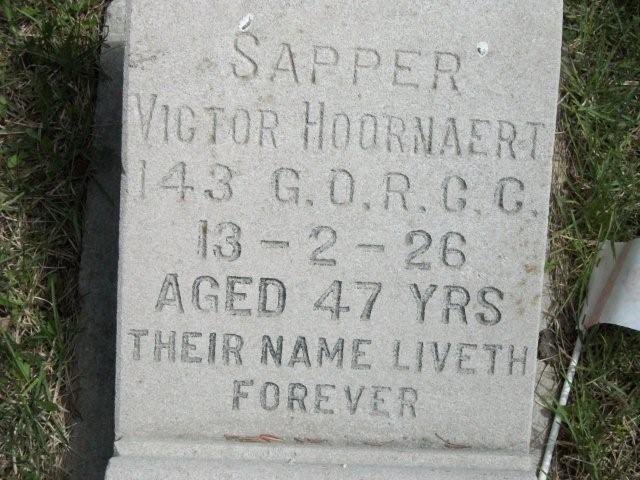 SAPPER
VICTOR HOORNAERT
143 G.O.R.C.C.
13-2-26
AGED 47 YRS
THEIR NAME LIVETH
FOREVER